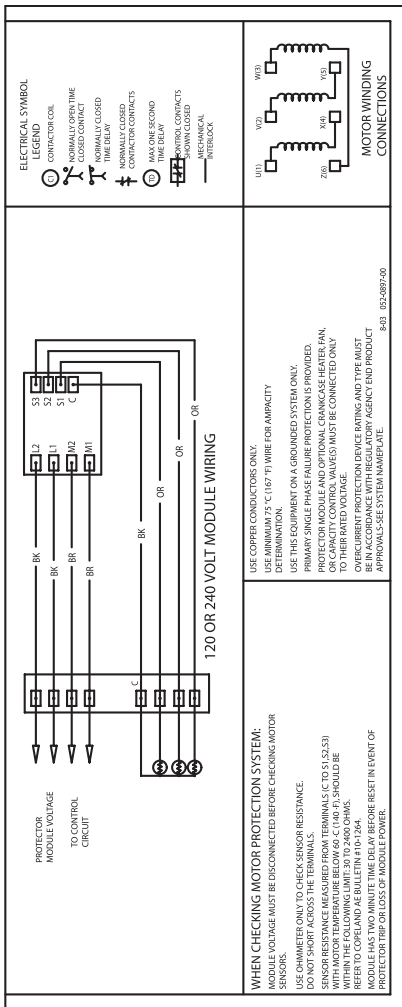 PROTECTOR
MODULE VOLTAGE
TO CONTROL
CIRCUIT
BK
BK
BR
BR
L2
L1
M2
M1
S3
S2
S1
C
C
BK
OR
OR
OR
120 OR 240 VOLT MODULE WIRING
ELECTRICAL SYMBOL
LEGEND
C1
CONTACTOR COIL
NORMALLY OPEN TIME
CLOSED CONTACT
NORMALLY CLOSED
TIME DELAY
NORMALLY CLOSED
CONTACTOR CONTACTS
TD
MAX ONE SECOND
TIME DELAY
CONTROL CONTACTS
SHOWN CLOSED
MECHANICAL
INTERLOCK
WHEN CHECKING MOTOR PROTECTION SYSTEM:
MODULE VOLTAGE MUST BE DISCONNECTED BEFORE CHECKING MOTOR
SENSORS.
USE OHMMETER ONLY TO CHECK SENSOR RESISTANCE.
DO NOT SHORT ACROSS THE TERMINALS.
SENSOR RESISTANCE MEASURED FROM TERMINALS (C TO S1,S2,S3)
WITH MOTOR TEMPERATURE BELOW 60 -C (140 -F), SHOULD BE
WITHIN THE FOLLOWING LIMIT: 30 TO 2400 OHMS.
REFER TO COPELAND AE BULLETIN #10-1264.
MODULE HAS TWO MINUTE TIME DELAY BEFORE RESET IN EVENT OF
PROTECTOR TRIP OR LOSS OF MODULE POWER.
USE COPPER CONDUCTORS ONLY.
USE MINIMUM 75 °C (167 °F) WIRE FOR AMPACITY
DETERMINATION.
USE THIS EQUIPMENT ON A GROUNDED SYSTEM ONLY.
PRIMARY SINGLE PHASE FAILURE PROTECTION IS PROVIDED.
PROTECTOR MODULE AND OPTIONAL CRANKCASE HEATER, FAN,
OR CAPACITY CONTROL VALVE(S) MUST BE CONNECTED ONLY
TO THEIR RATED VOLTAGE.
OVERCURRENT PROTECTION DEVICE RATING AND TYPE MUST
BE IN ACCORDANCE WITH REGULATORY AGENCY END PRODUCT
APPROVALS-SEE SYSTEM NAMEPLATE.
8-03 052-0897-00
U(1)
V(2)
W(3)
Z(6)
X(4)
Y(5)
MOTOR WINDING
CONNECTIONS